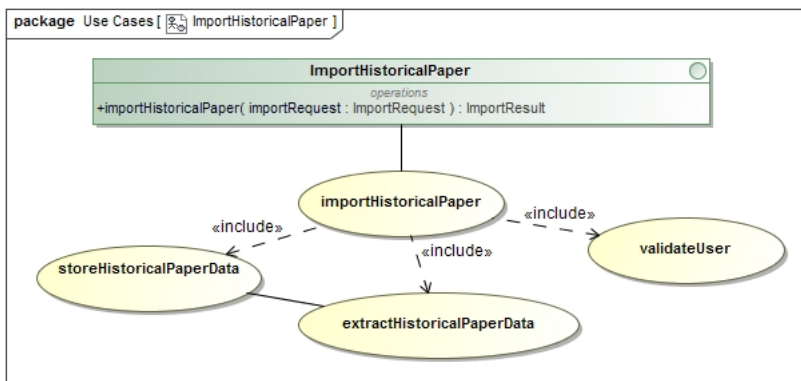 package Use Cases [ ImportHistoricalPaper ]
ImportHistoricalPaper
operations
+importHistoricalPaper( importRequest : ImportRequest ) : ImportResult
importHistoricalPaper
«include»
«include»
«include»
validateUser
storeHistoricalPaperData
extractHistoricalPaperData